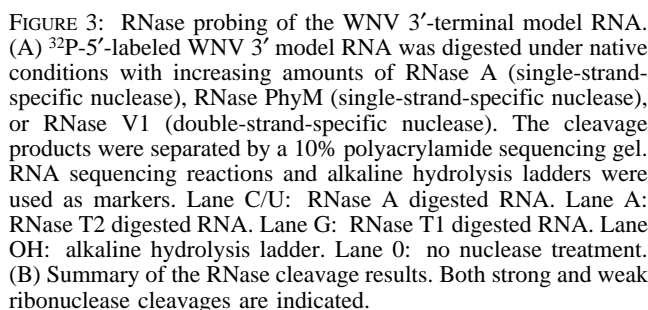 FIGURE 3: RNase probing of the WNV 3′-terminal model RNA.
(A) ³²P-5′-labeled WNV 3′ model RNA was digested under native
conditions with increasing amounts of RNase A (single-strand-
specific nuclease), RNase PhyM (single-strand-specific nuclease),
or RNase V1 (double-strand-specific nuclease). The cleavage
products were separated by a 10% polyacrylamide sequencing gel.
RNA sequencing reactions and alkaline hydrolysis ladders were
used as markers. Lane C/U: RNase A digested RNA. Lane A:
RNase T2 digested RNA. Lane G: RNase T1 digested RNA. Lane
OH: alkaline hydrolysis ladder. Lane 0: no nuclease treatment.
(B) Summary of the RNase cleavage results. Both strong and weak
ribonuclease cleavages are indicated.